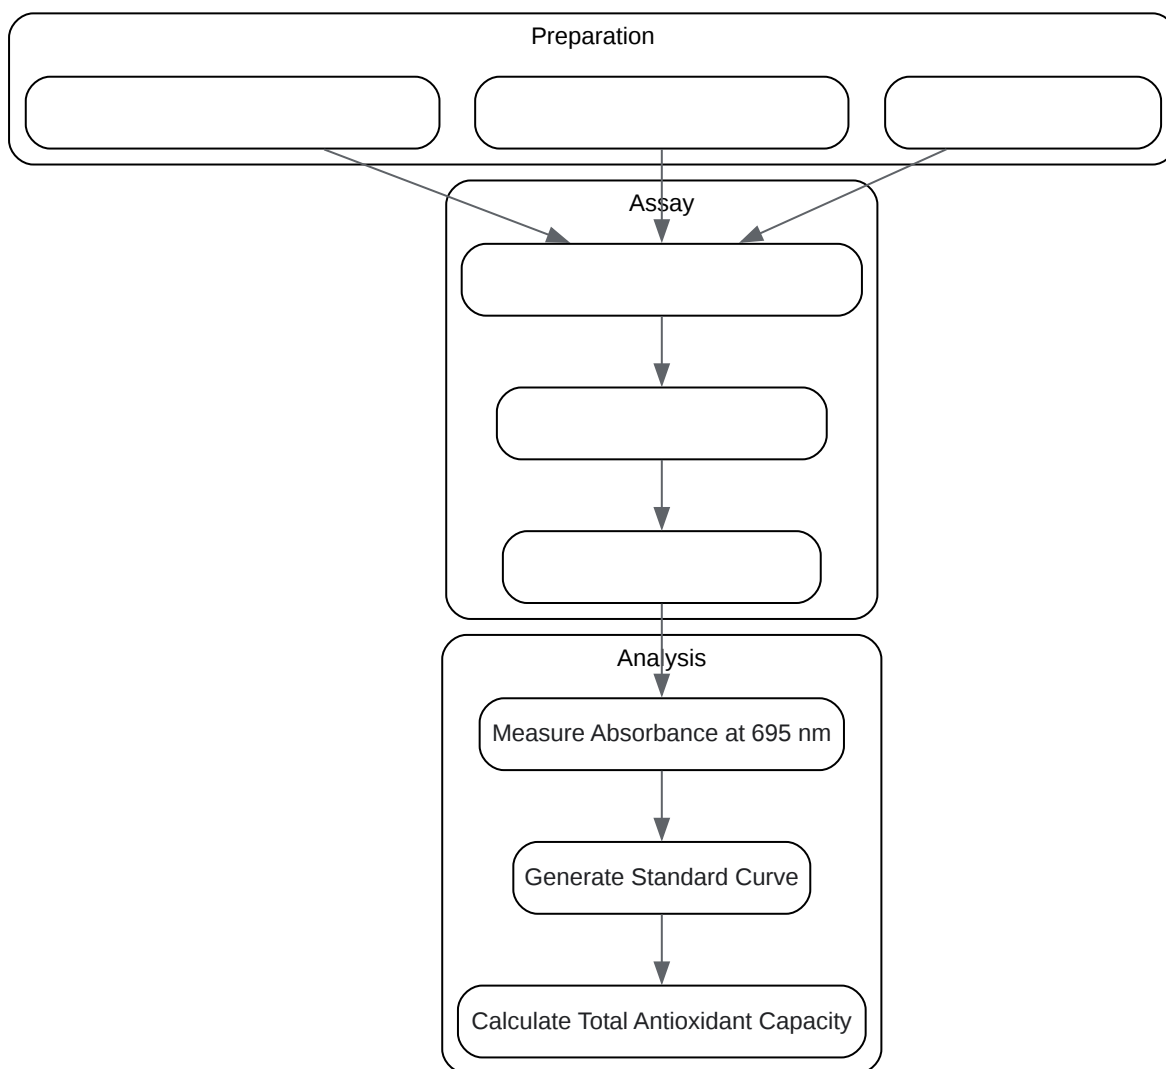 Preparation
Assay
Analysis
Measure Absorbance at 695 nm
Generate Standard Curve
Calculate Total Antioxidant Capacity